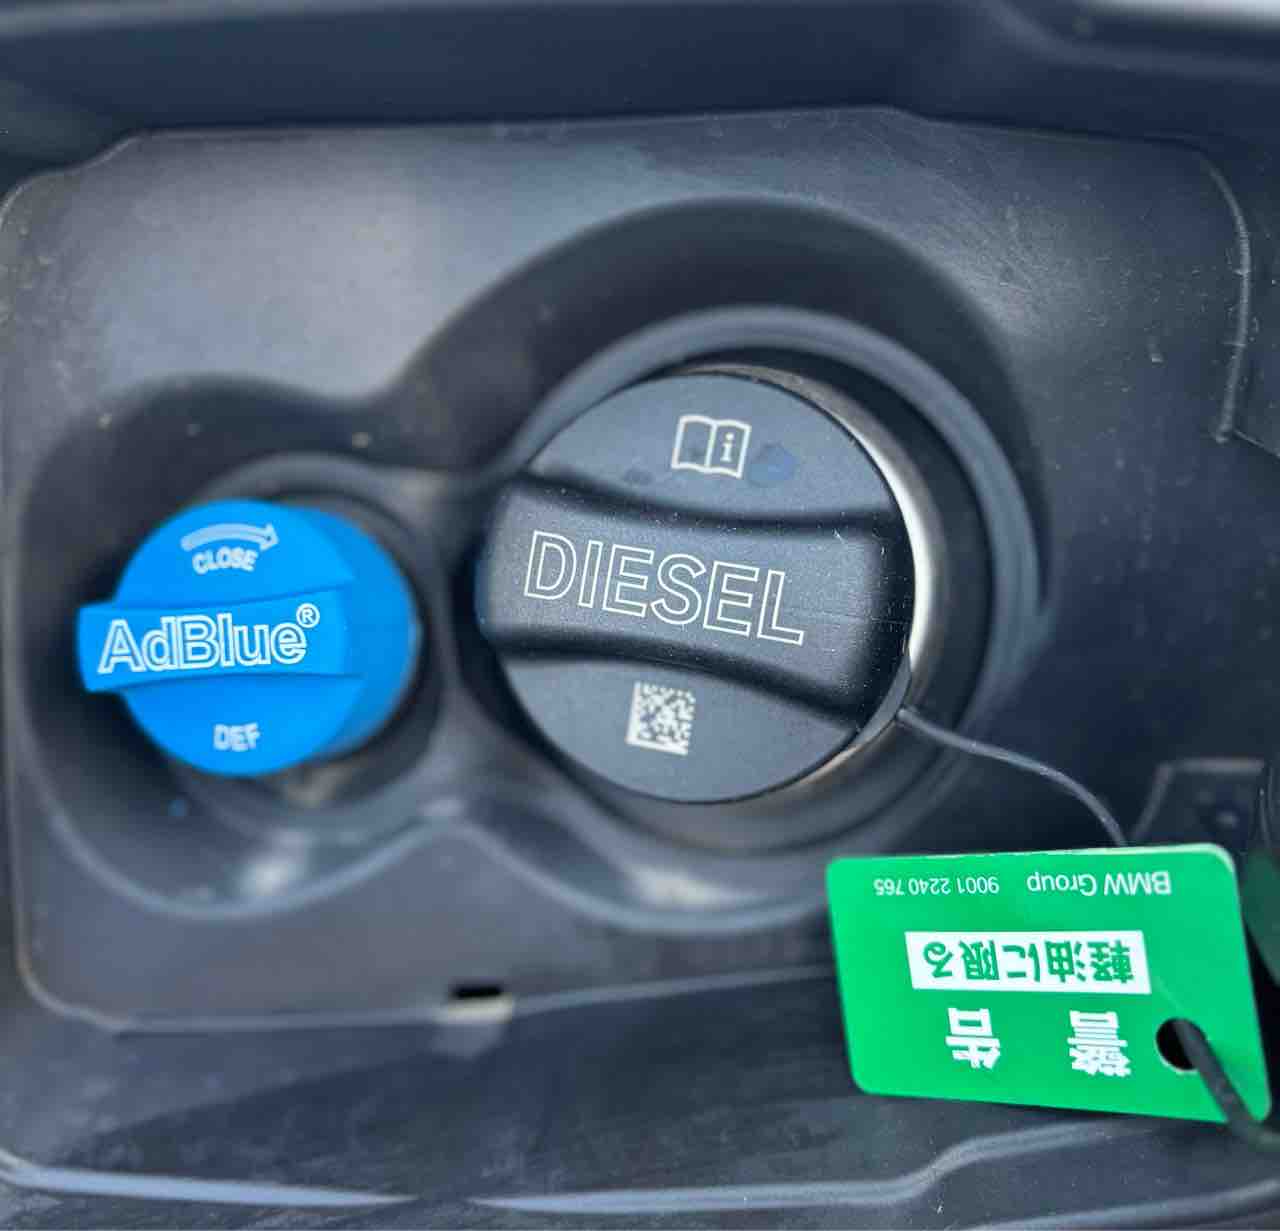 CLOSE
AdBlue®
DEF
i
DIESEL
警告
軽油に限る
BMW Group 9001 2240 765